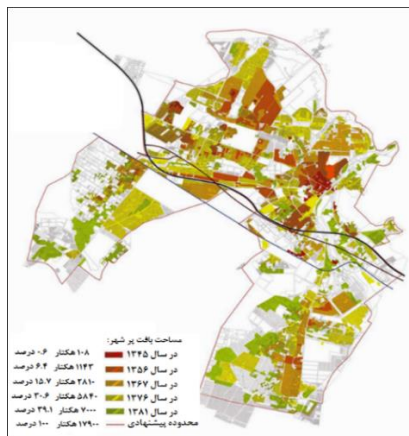 مساحت بافت پر شهر:
در سال ۱۳۴۵ ۱۰۸ هکتار ۰.۶ درصد
در سال ۱۳۵۶ ۱۱۴۳ هکتار ۶.۴ درصد
در سال ۱۳۶۷ ۲۸۱۰ هکتار ۱۵.۷ درصد
در سال ۱۳۷۶ ۵۸۴۰ هکتار ۳۰.۶ درصد
در سال ۱۳۸۱ ۷۰۰۰ هکتار ۳۹.۱ درصد
محدوده پیشنهادی ۱۷۹۰۰ هکتار ۱۰۰ درصد